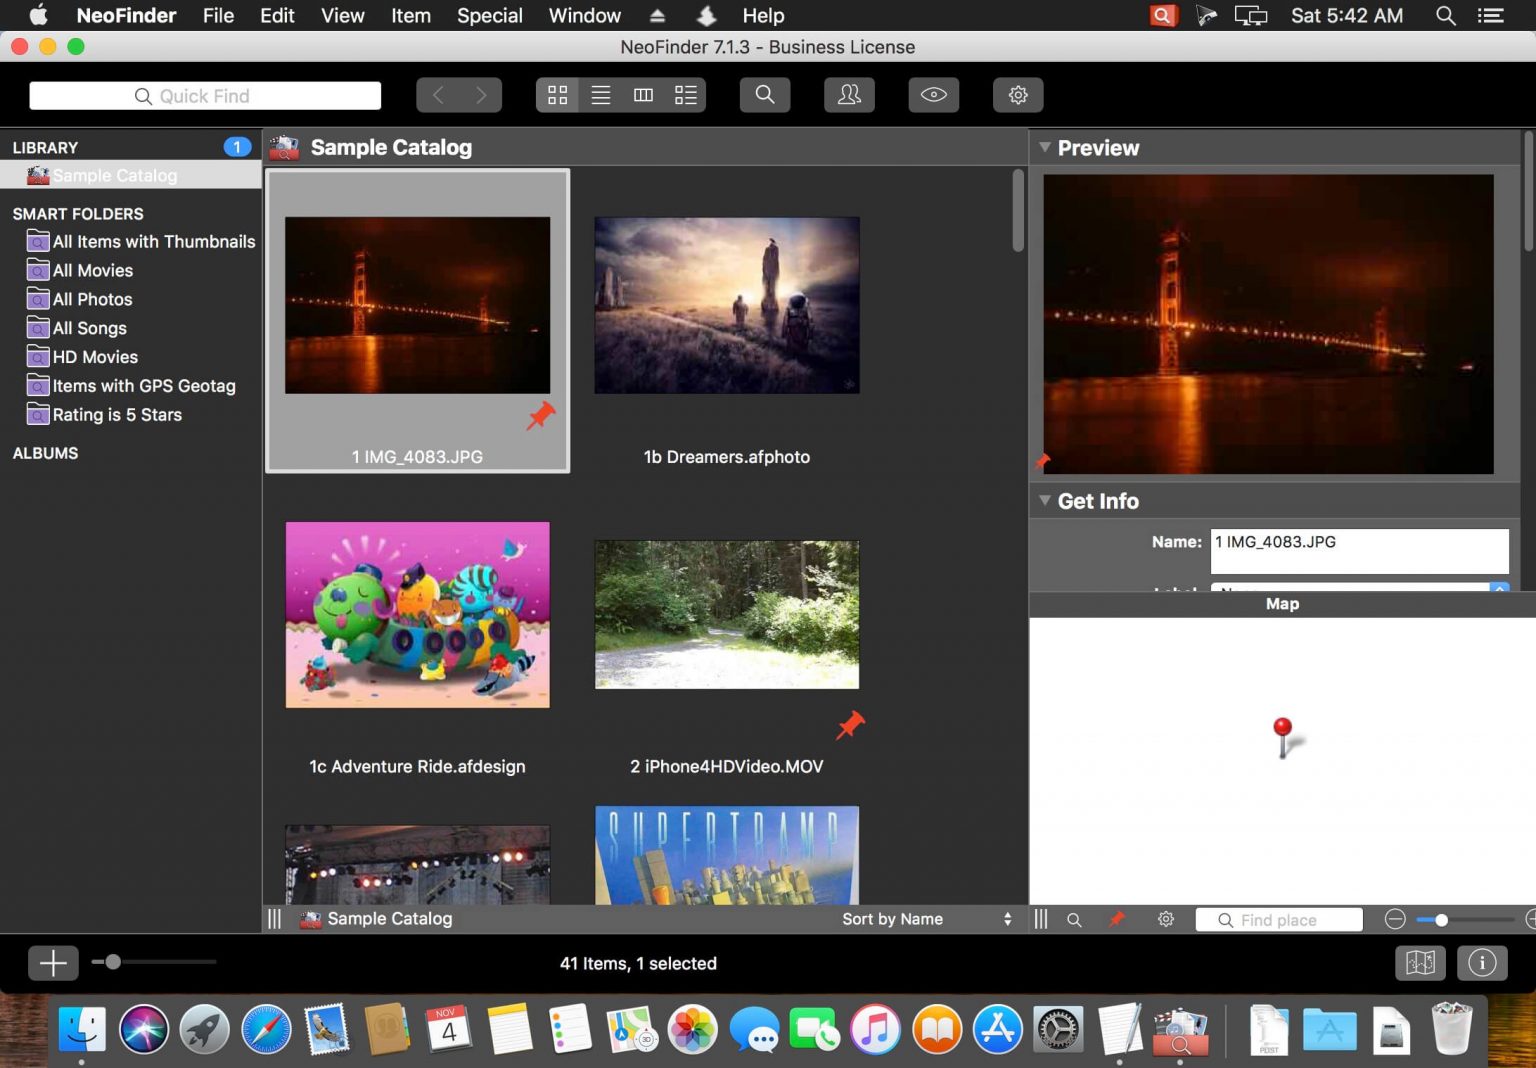 NeoFinder File Edit View Item Special Window Help Sat 5:42 AM
NeoFinder 7.1.3 - Business License
Quick Find
LIBRARY 1
Sample Catalog
SMART FOLDERS
All Items with Thumbnails
All Movies
All Photos
All Songs
HD Movies
Items with GPS Geotag
Rating is 5 Stars
ALBUMS
Sample Catalog
1 IMG_4083.JPG
1b Dreamers.afphoto
1c Adventure Ride.afdesign
2 iPhone4HDVideo.MOV
SUPERTRAMP
Sample Catalog
Sort by Name
Preview
Get Info
Name: 1 IMG_4083.JPG
Map
Find place
41 Items, 1 selected
NOV
4
3D
POST